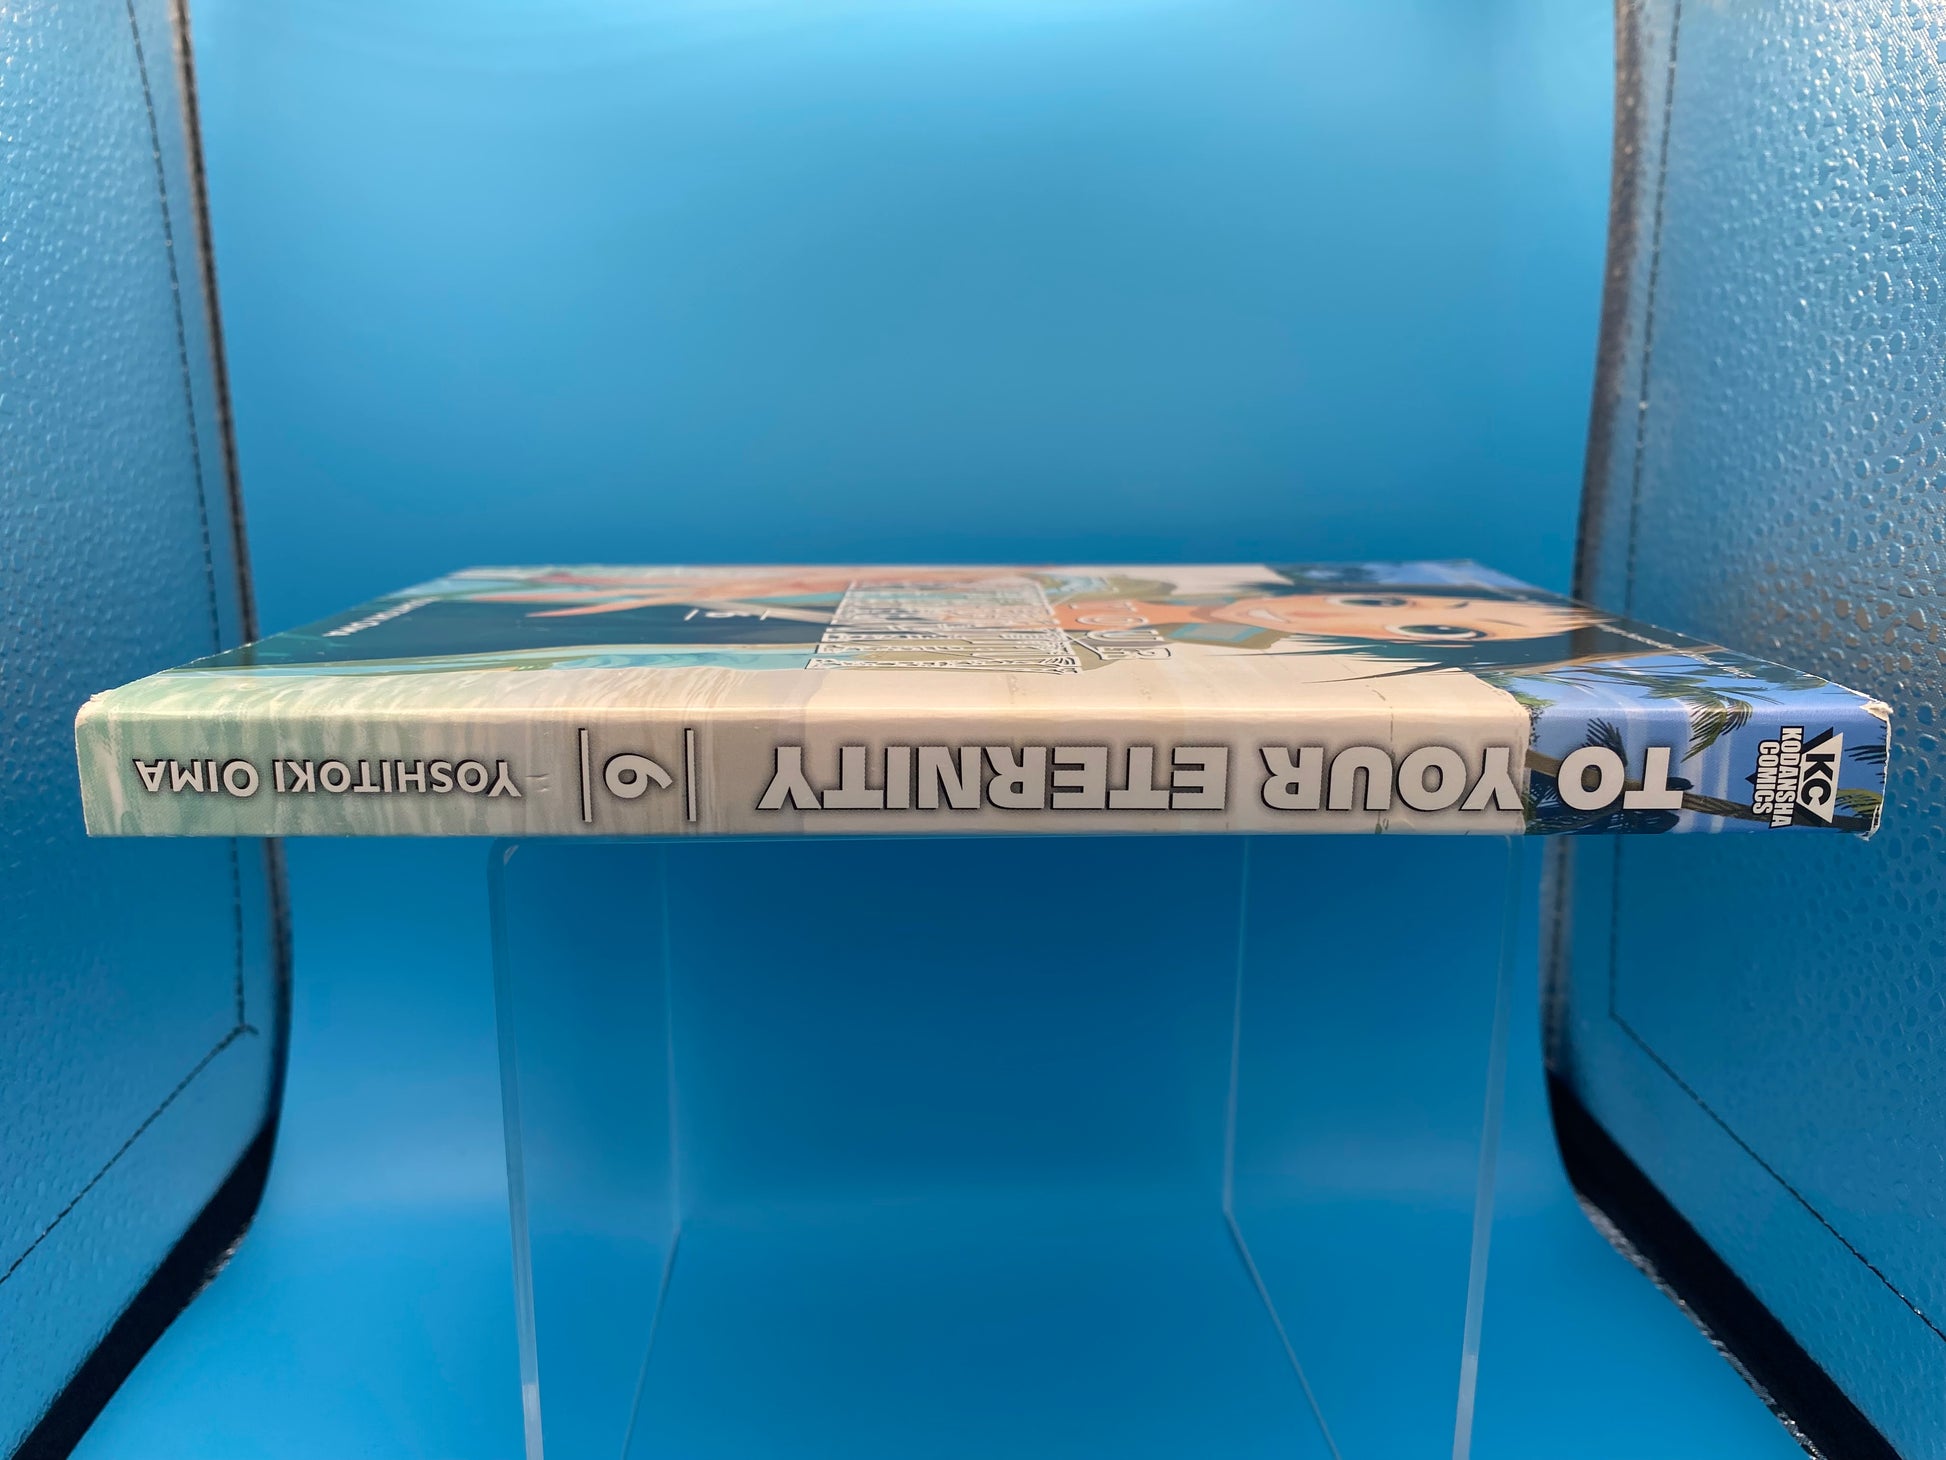 KODANSHA
COMICS
KC
TO YOUR ETERNITY
6
YOSHITOKI OIMA